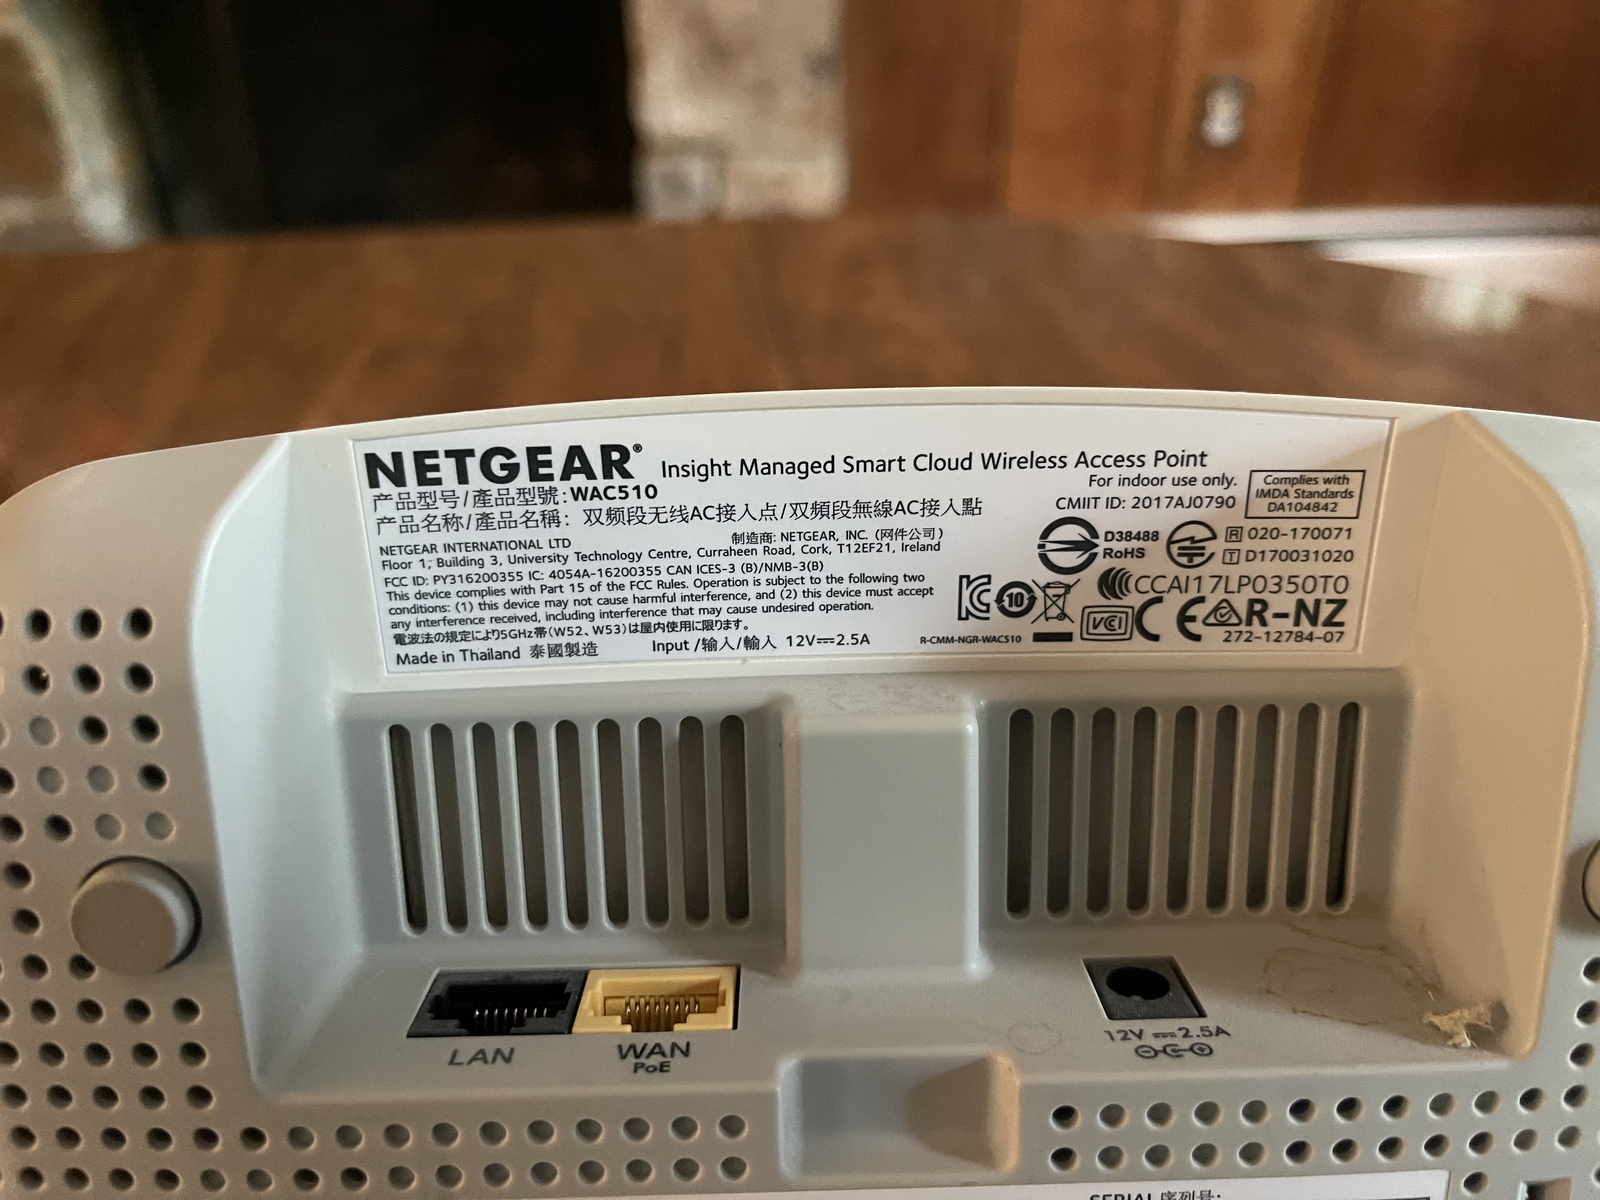 NETGEAR® Insight Managed Smart Cloud Wireless Access Point
For indoor use only.
产品型号/產品型號:WAC510
产品名称/產品名稱: 双频段无线AC接入点/双頻段無線AC接入點
NETGEAR INTERNATIONAL LTD
制造商: NETGEAR, INC. (网件公司)
Floor 1, Building 3, University Technology Centre, Curraheen Road, Cork, T12EF21, Ireland
FCC ID: PY316200355 IC: 4054A-16200355 CAN ICES-3 (B)/NMB-3(B)
This device complies with Part 15 of the FCC Rules. Operation is subject to the following two
conditions: (1) this device may not cause harmful interference, and (2) this device must accept
any interference received, including interference that may cause undesired operation.
電波法の規定により5GHz帯(W52、W53)は屋内使用に限ります。
Made in Thailand 泰國製造
Input /输入/輸入 12V⎓2.5A
CMIIT ID: 2017AJ0790
Complies with
IMDA Standards
DA104842
D38488
RoHS
R 020-170071
T D170031020
CCAI17LP0350T0
10
VCI
CE
R-NZ
R-CMM-NGR-WAC510
272-12784-07
LAN
WAN
PoE
12V ⎓2.5A
SERIAL 序列号: